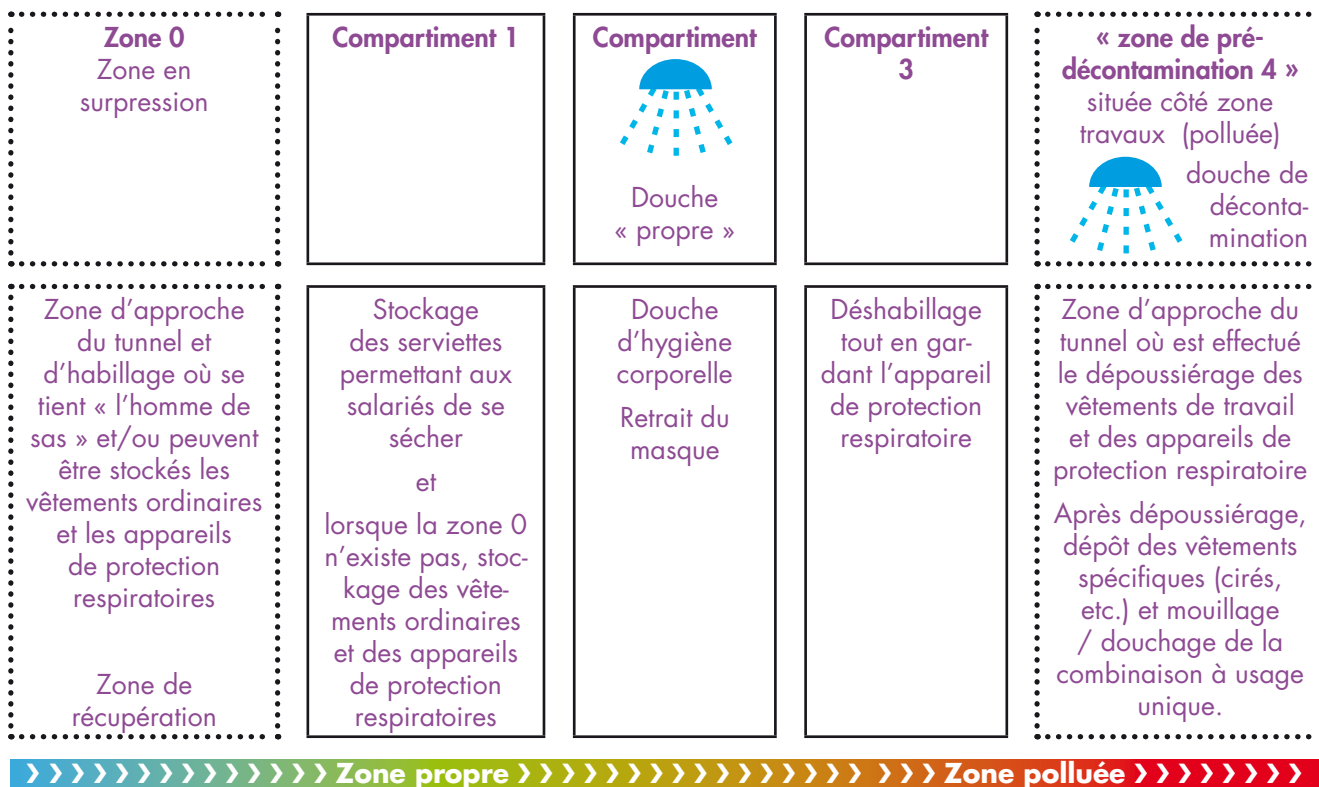 Zone 0
Zone en
surpression
Compartiment 1
Compartiment
Douche
« propre »
Compartiment
3
« zone de pré-
décontamination 4 »
située côté zone
travaux (polluée)
douche de
déconta-
mination
Zone d'approche
du tunnel et
d'habillage où se
tient « l'homme de
sas » et/ou peuvent
être stockés les
vêtements ordinaires
et les appareils
de protection
respiratoires
Zone de
récupération
Stockage
des serviettes
permettant aux
salariés de se
sécher
et
lorsque la zone 0
n'existe pas, stoc-
kage des vête-
ments ordinaires
et des appareils
de protection
respiratoires
Douche
d'hygiène
corporelle
Retrait du
masque
Déshabillage
tout en gar-
dant l'appareil
de protection
respiratoire
Zone d'approche du
tunnel où est effectué
le dépoussiérage des
vêtements de travail
et des appareils de
protection respiratoire
Après dépoussiérage,
dépôt des vêtements
spécifiques (cirés,
etc.) et mouillage
/ douchage de la
combinaison à usage
unique.
Zone propre Zone polluée